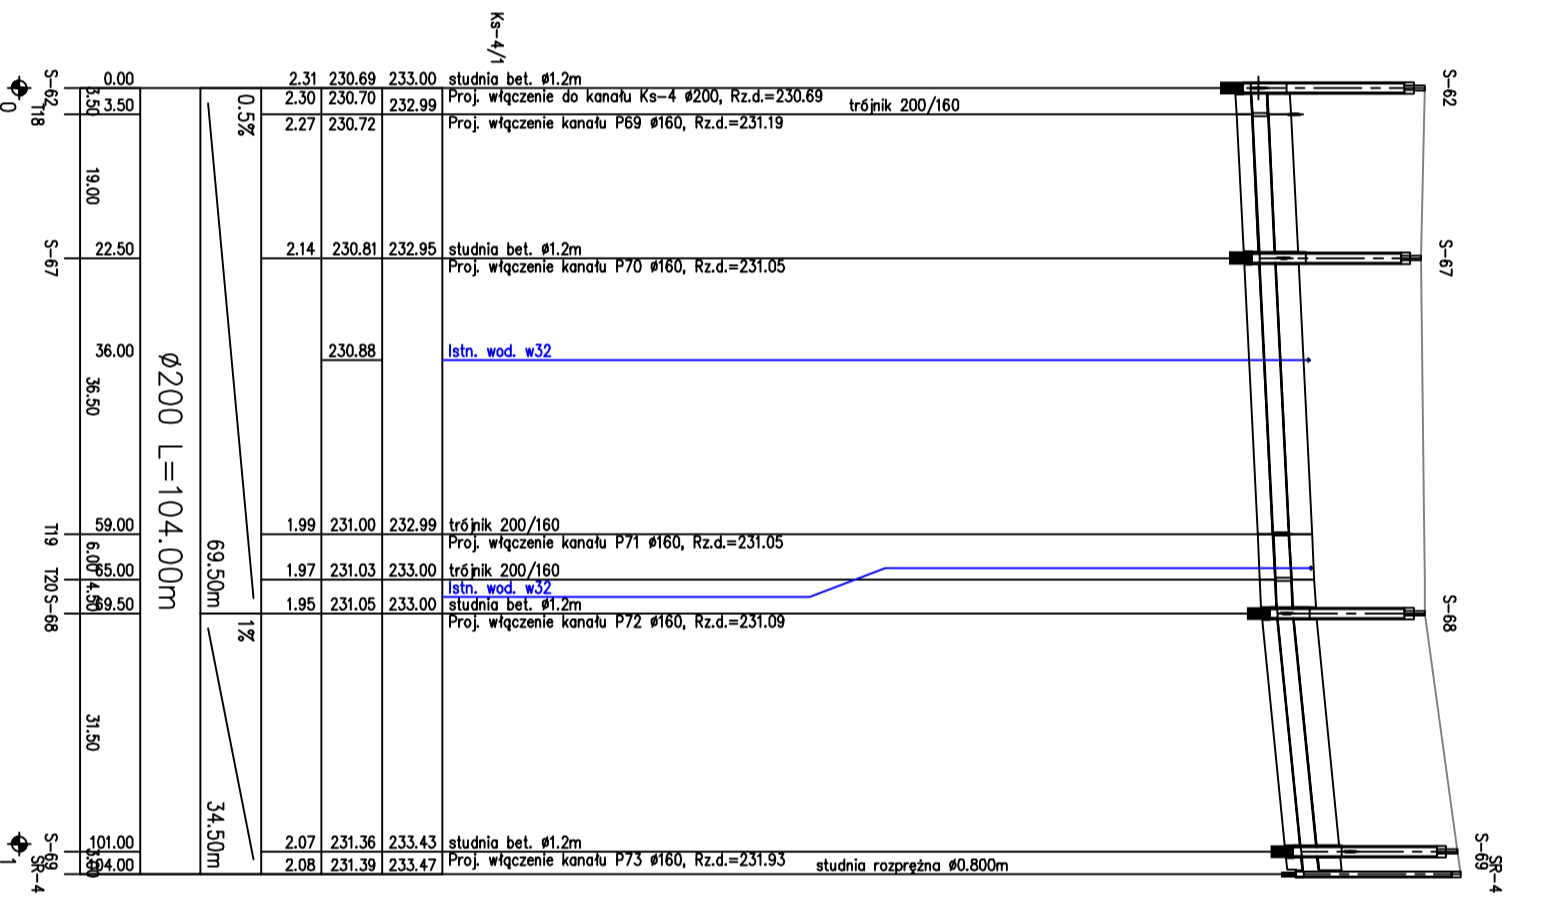 Ks-4/1
S-62
0.00
2.31 230.69 233.00 studnia bet. ø1.2m
2.30 230.70 Proj. włączenie do kanału Ks-4 ø200, Rz.d.=230.69
S-62
T18
3.50
3.50
0.5%
232.99
trójnik 200/160
2.27 230.72 Proj. włączenie kanału P69 ø160, Rz.d.=231.19
0
19.00
S-67
22.50
2.14 230.81 232.95 studnia bet. ø1.2m
Proj. włączenie kanału P70 ø160, Rz.d.=231.05
S-67
36.00
230.88
Istn. wod. w32
36.50
ø200 L=104.00m
T19
59.00
1.99 231.00 232.99 trójnik 200/160
Proj. włączenie kanału P71 ø160, Rz.d.=231.05
6.00
69.50m
T20
65.00
1.97 231.03 233.00 trójnik 200/160
Istn. wod. w32
4.50
S-68
69.50
1.95 231.05 233.00 studnia bet. ø1.2m
Proj. włączenie kanału P72 ø160, Rz.d.=231.09
S-68
1%
31.50
34.50m
S-69
101.00
2.07 231.36 233.43 studnia bet. ø1.2m
Proj. włączenie kanału P73 ø160, Rz.d.=231.93
S-69
SR-4
3.00
104.00
2.08 231.39 233.47
studnia rozprężna ø0.800m
SR-4
1